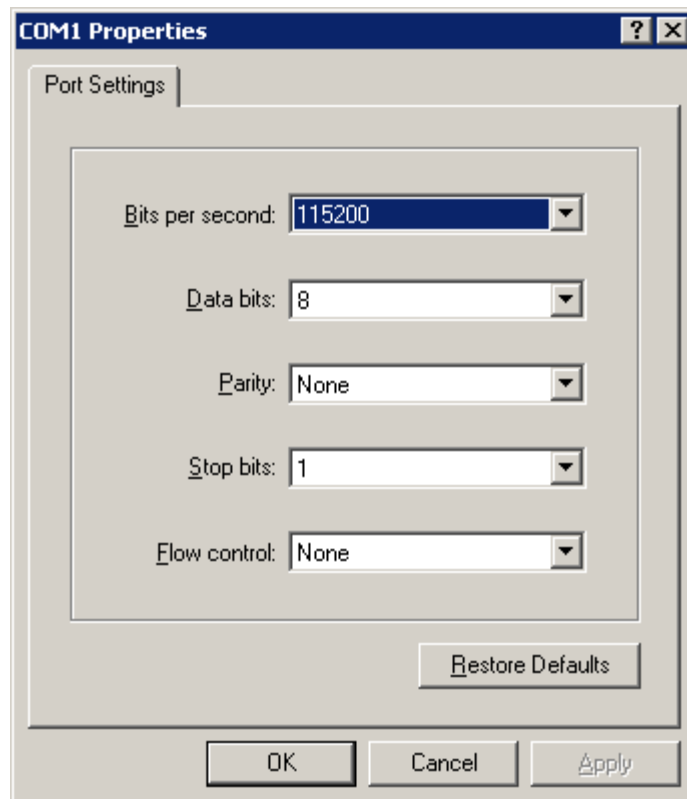 COM1 Properties
Port Settings
Bits per second: 115200
Data bits: 8
Parity: None
Stop bits: 1
Flow control: None
Restore Defaults
OK Cancel Apply